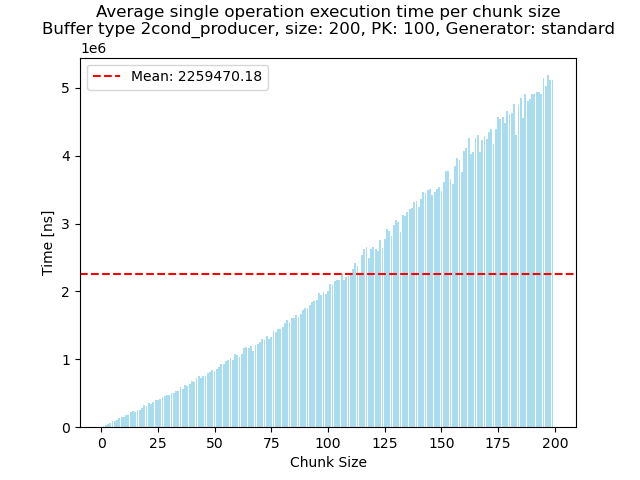 Average single operation execution time per chunk size
Buffer type 2cond_producer, size: 200, PK: 100, Generator: standard
1e6
Mean: 2259470.18
5
4
3
2
1
0
Time [ns]
0 25 50 75 100 125 150 175 200
Chunk Size